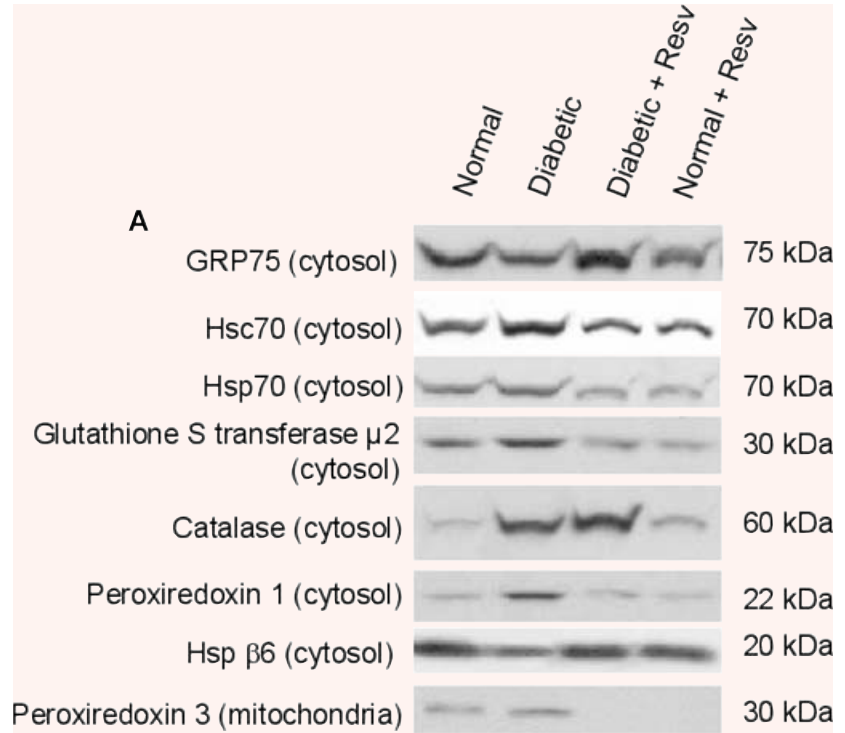 Normal
Diabetic
Diabetic + Resv
Normal + Resv
A
GRP75 (cytosol) 75 kDa
Hsc70 (cytosol) 70 kDa
Hsp70 (cytosol) 70 kDa
Glutathione S transferase µ2 30 kDa
(cytosol)
Catalase (cytosol) 60 kDa
Peroxiredoxin 1 (cytosol) 22 kDa
Hsp β6 (cytosol) 20 kDa
Peroxiredoxin 3 (mitochondria) 30 kDa